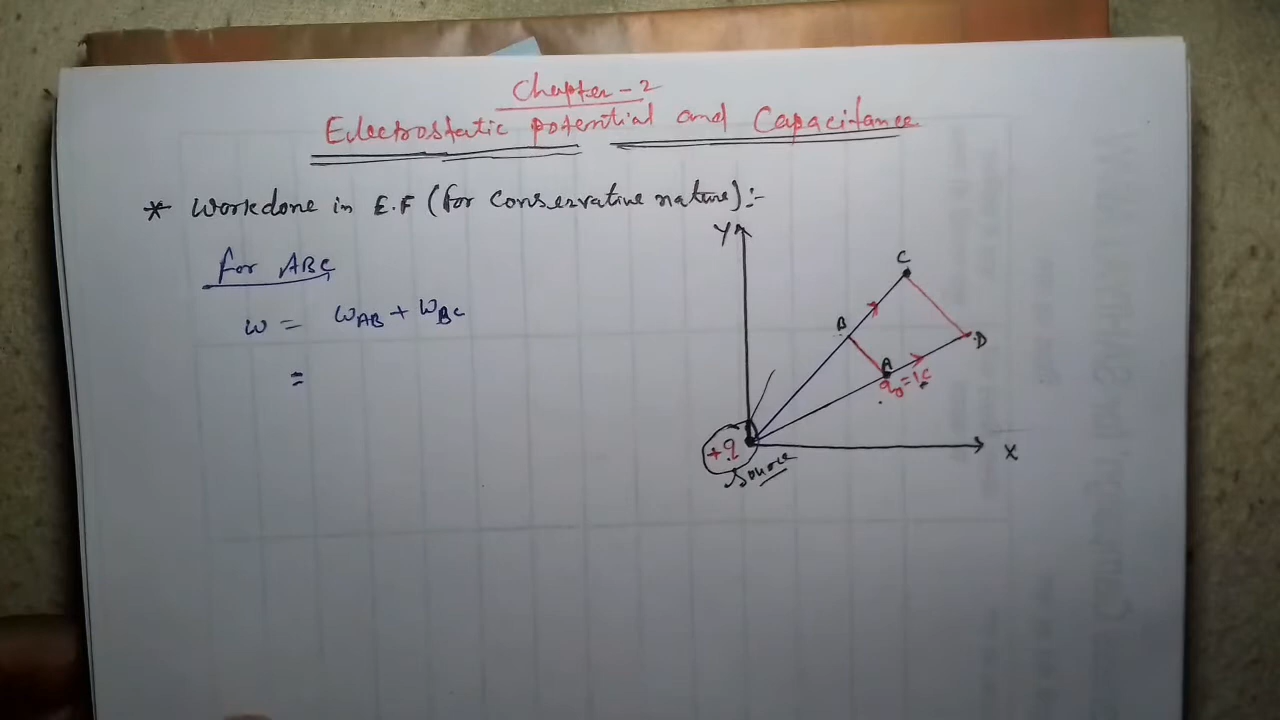 Chapter - 2
Electrostatic potential and Capacitance
* Workdone in E.F (for conservative nature):-
for ABC
W = WAB + WBC
=
Y
C
B
D
A
q0=1C
+q
Source
X